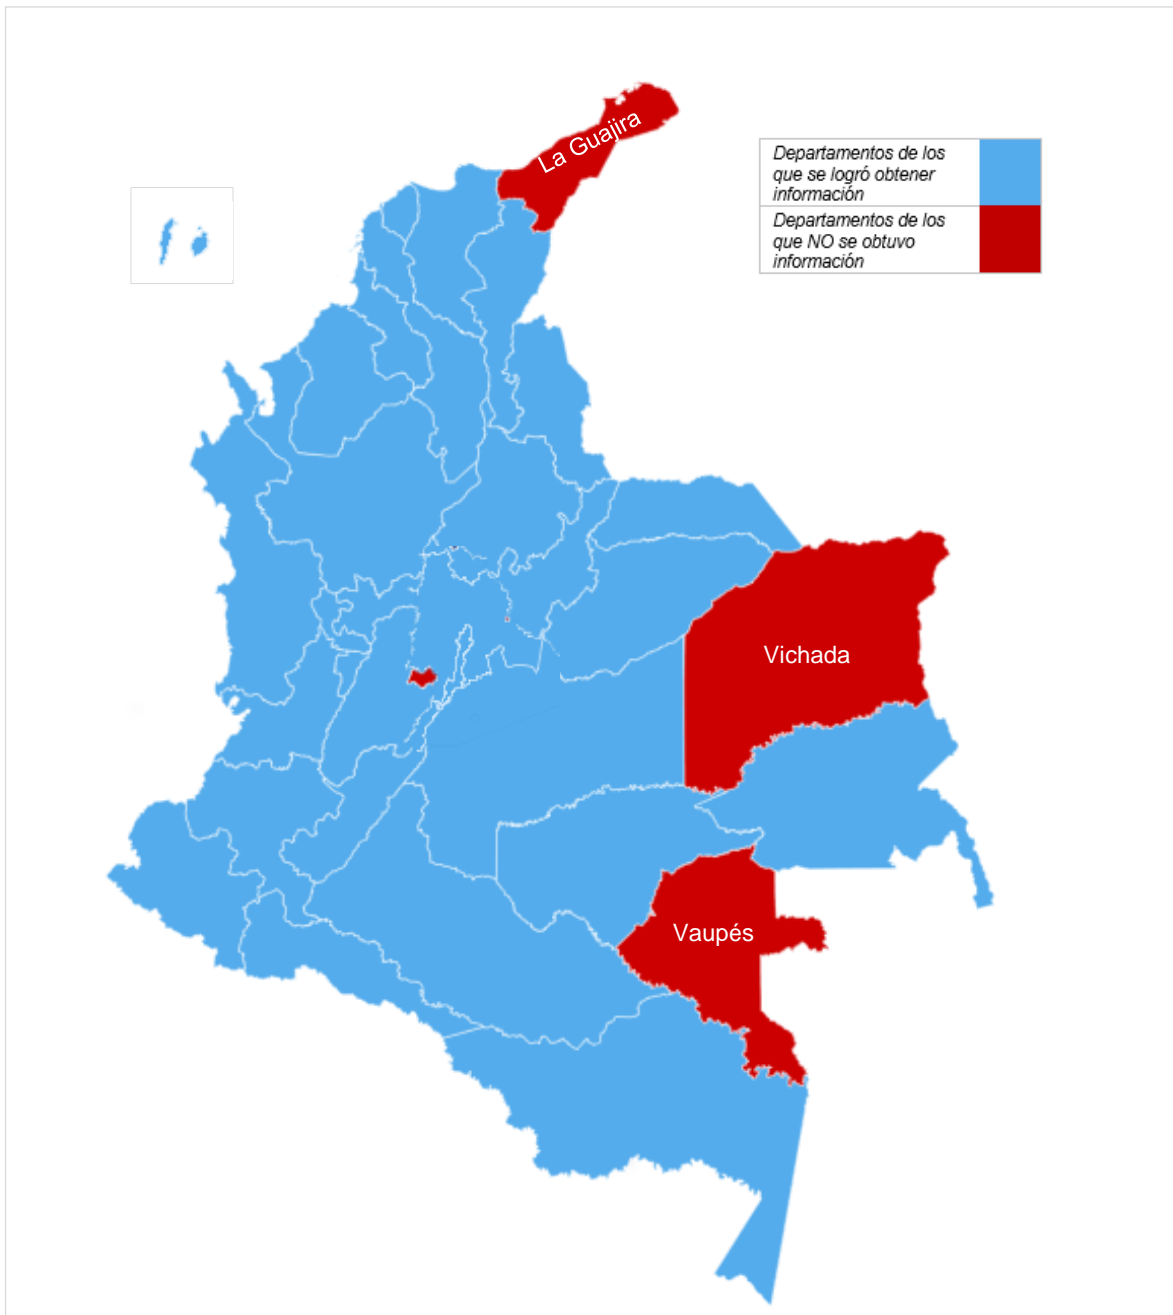 La Guajira
Departamentos de los
que se logró obtener
información
Departamentos de los
que NO se obtuvo
información
Vichada
Vaupés